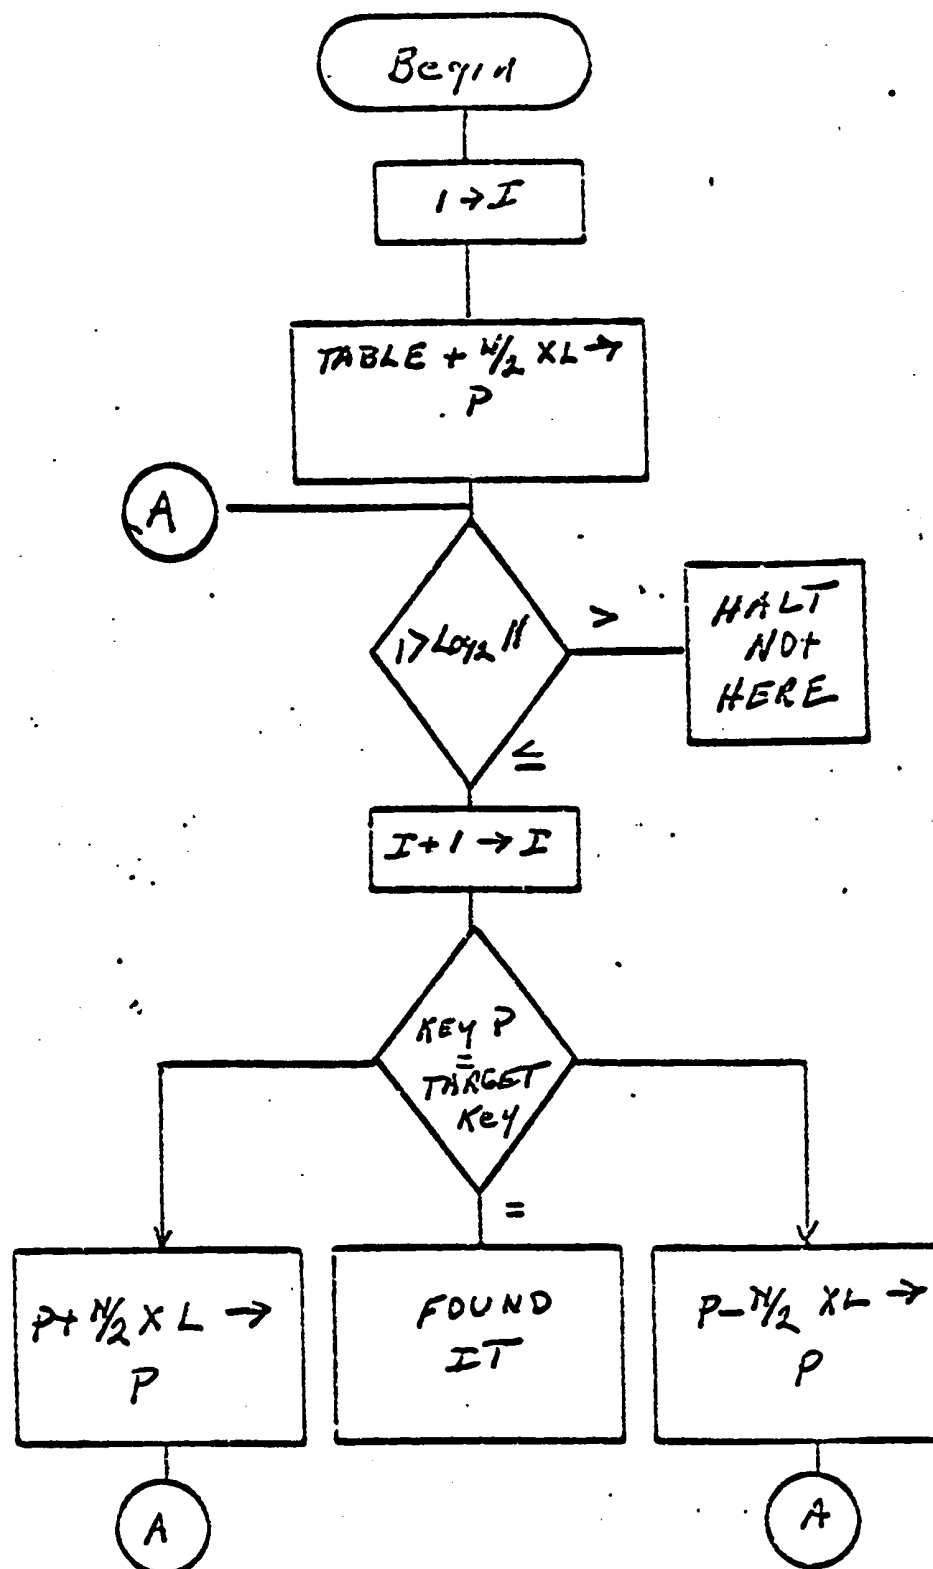 Begin
1 → I
TABLE + N/2 X L →
P
A
I > Log2 N
>
HALT
NOT
HERE
≤
I + 1 → I
KEY P
=
TARGET
Key
=
P + N/2 X L →
P
FOUND
IT
P - N/2 X L →
P
A
A